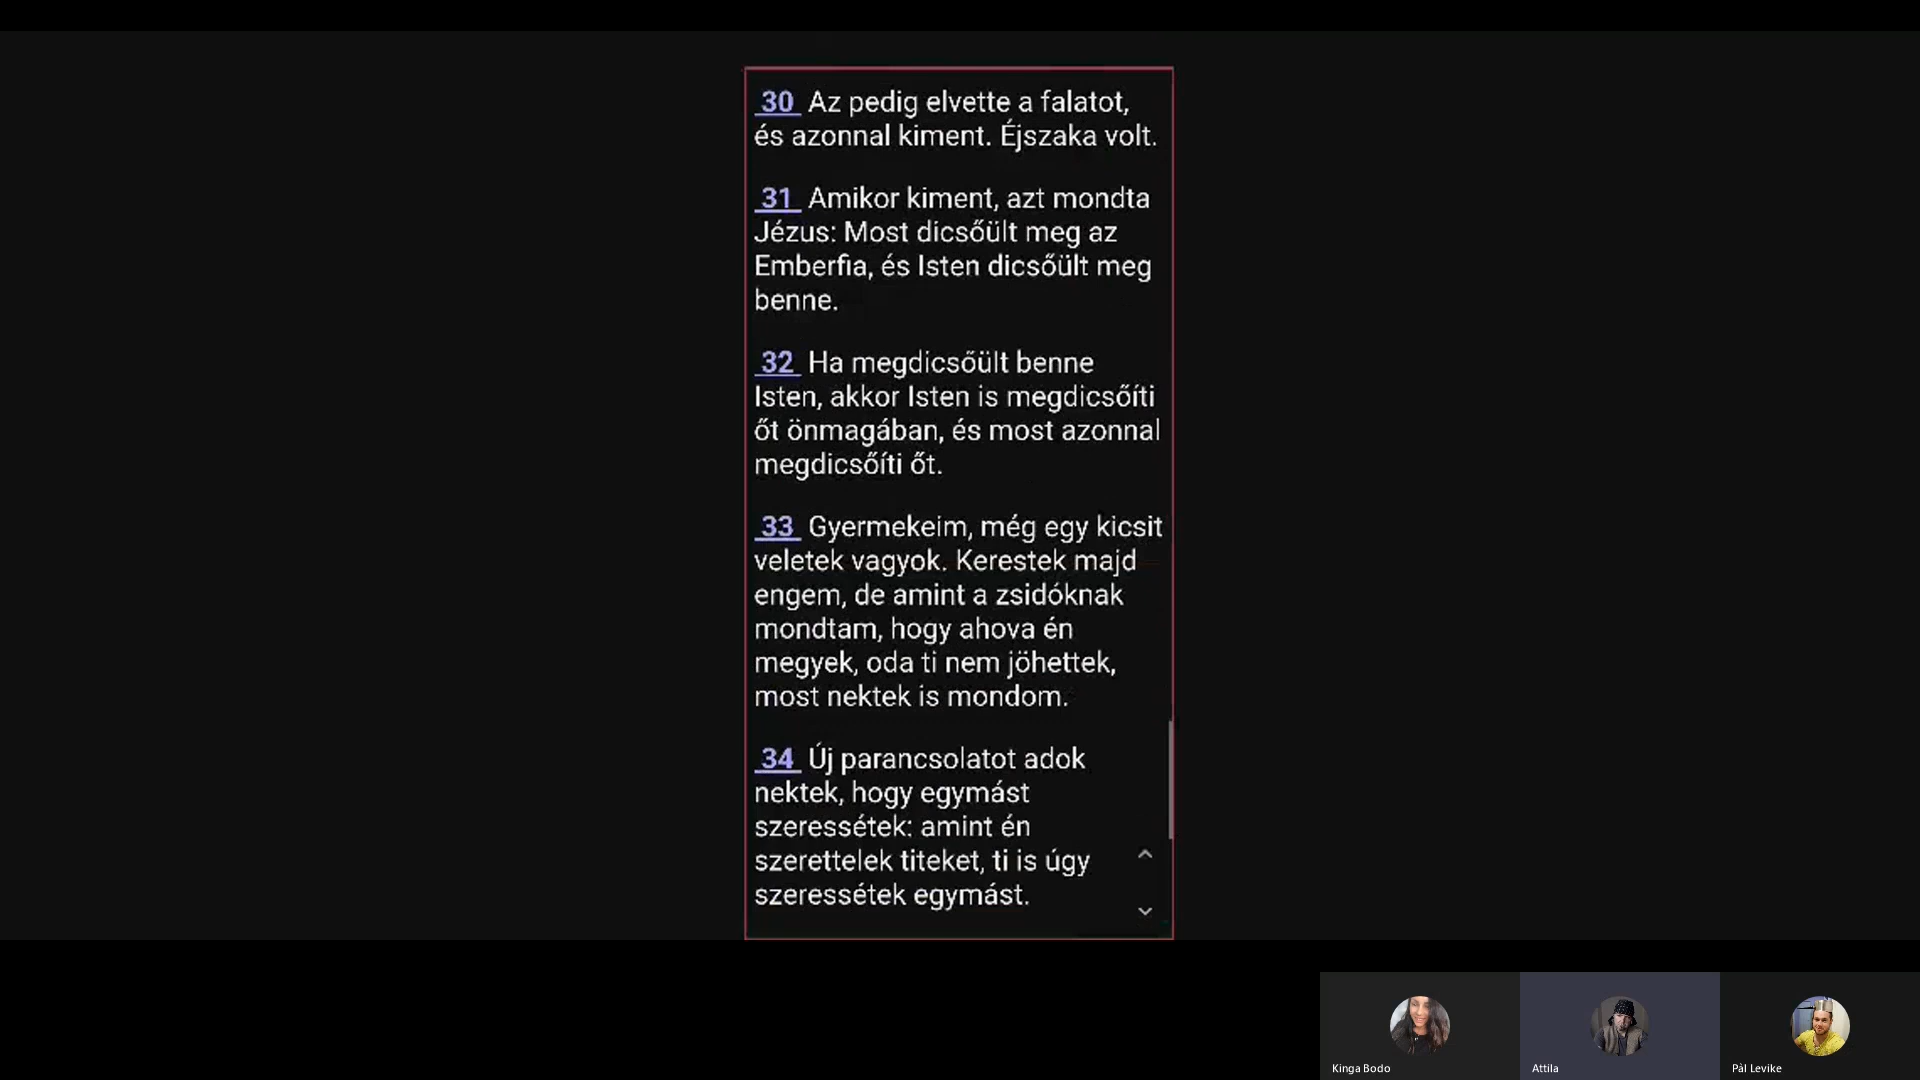 30 Az pedig elvette a falatot,
és azonnal kiment. Éjszaka volt.
31 Amikor kiment, azt mondta
Jézus: Most dicsőült meg az
Emberfia, és Isten dicsőült meg
benne.
32 Ha megdicsőült benne
Isten, akkor Isten is megdicsőíti
őt önmagában, és most azonnal
megdicsőíti őt.
33 Gyermekeim, még egy kicsit
veletek vagyok. Kerestek majd
engem, de amint a zsidóknak
mondtam, hogy ahova én
megyek, oda ti nem jöhettek,
most nektek is mondom.
34 Új parancsolatot adok
nektek, hogy egymást
szeressétek: amint én
szerettelek titeket, ti is úgy
szeressétek egymást.
Kinga Bodo
Attila
Pàl Levike